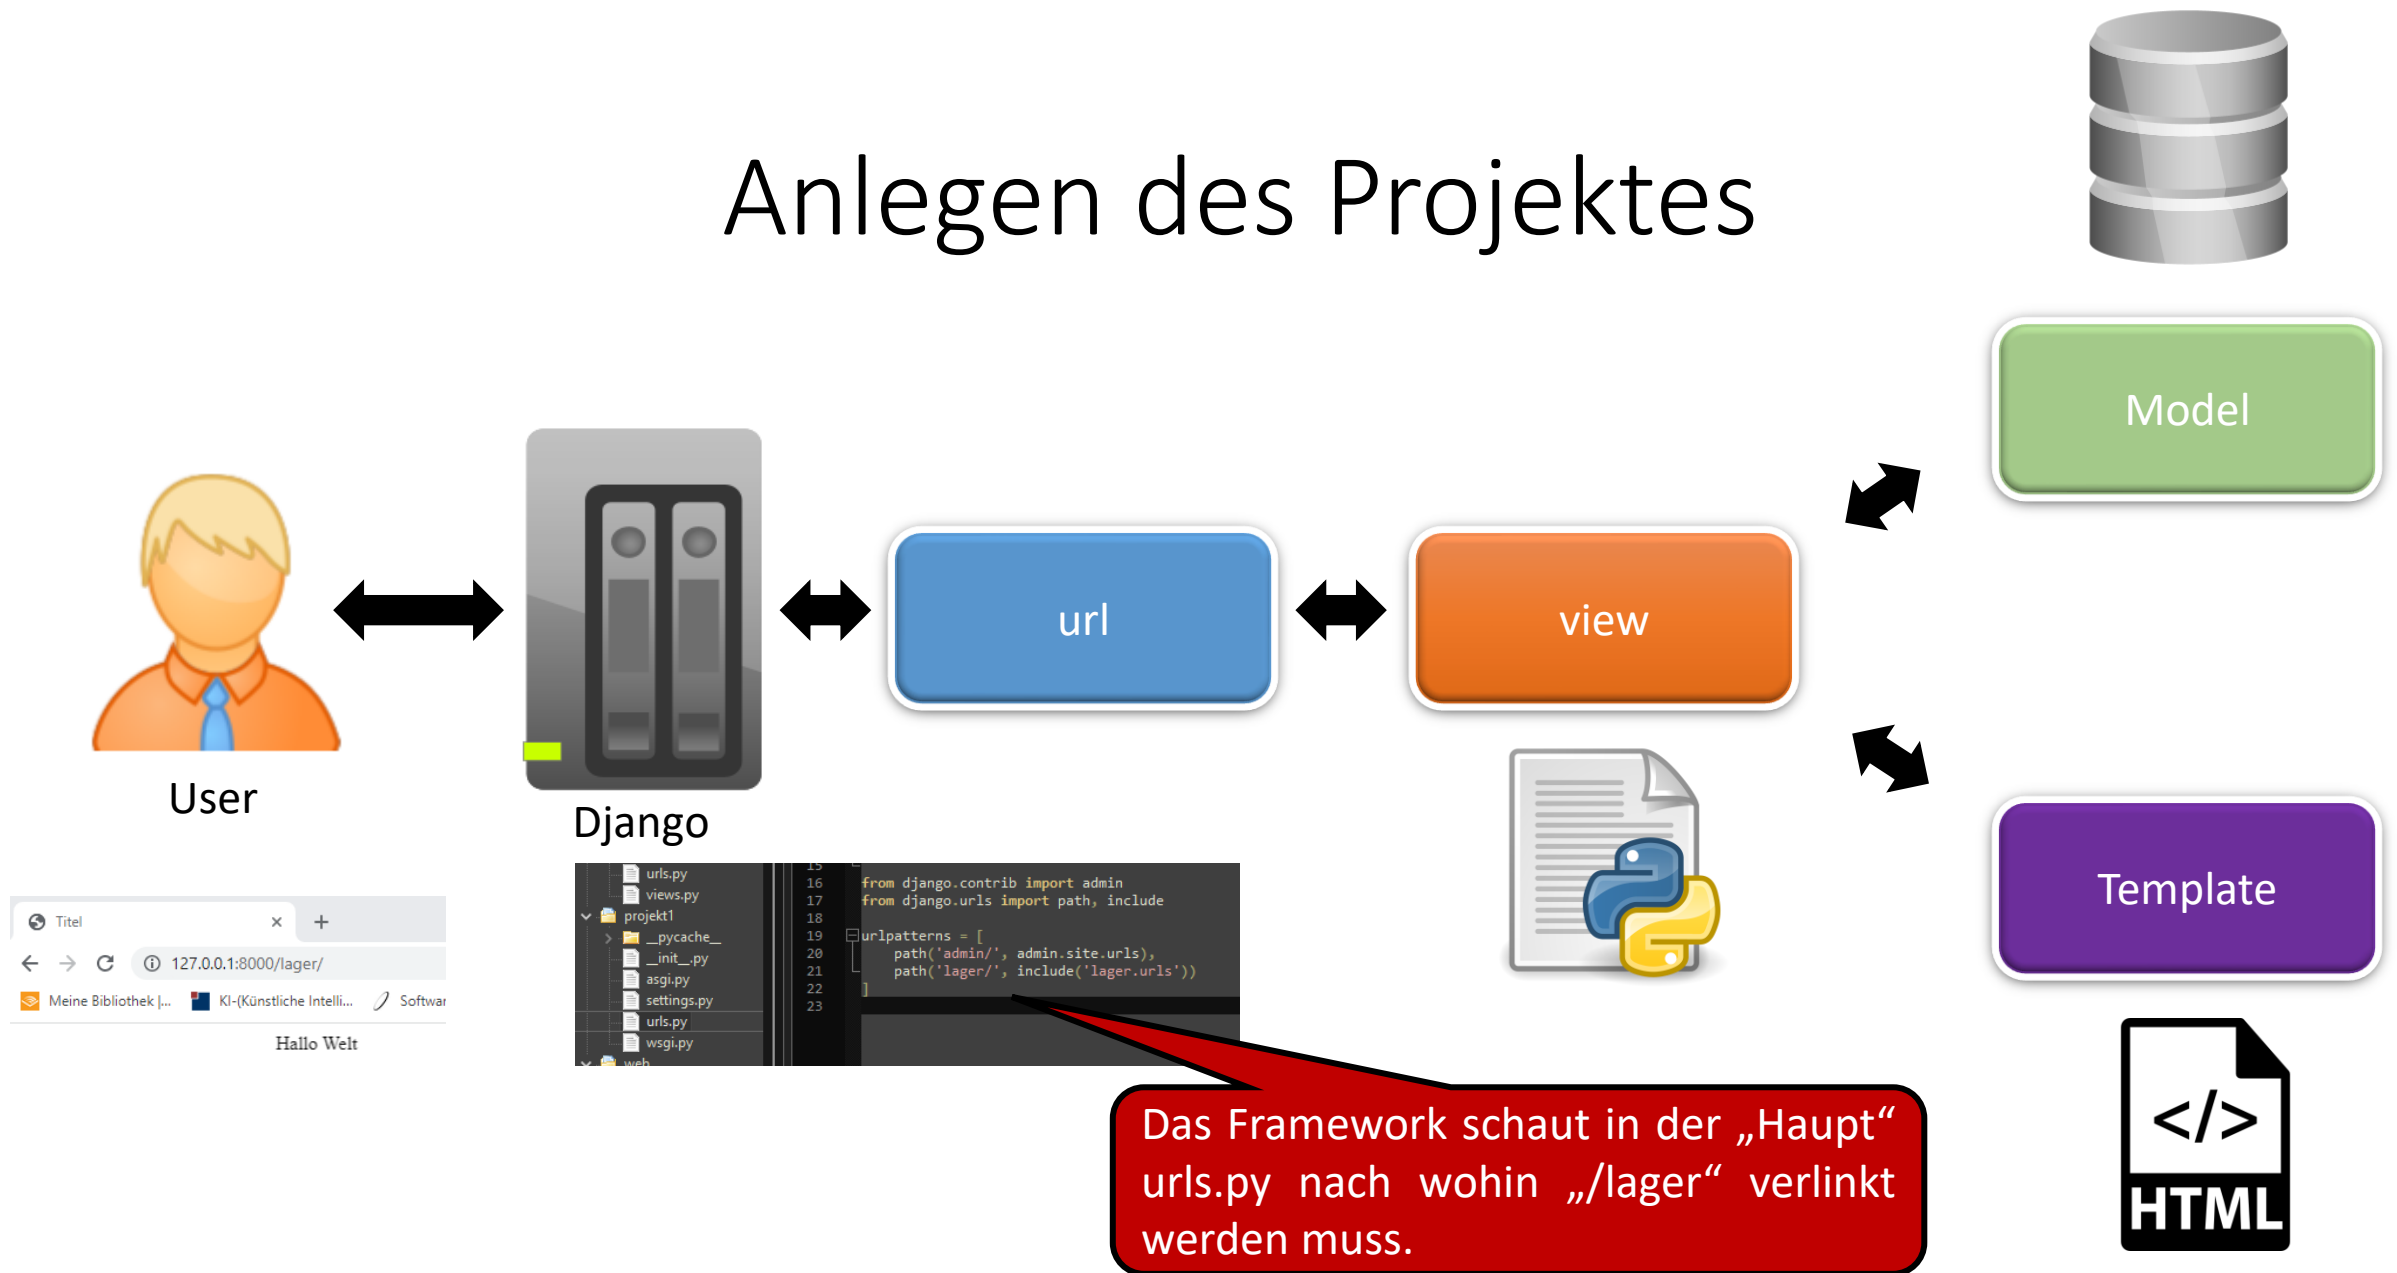 Anlegen des Projektes
Model
url
view
User
Django
Template
Titel
127.0.0.1:8000/lager/
Meine Bibliothek |...
KI-(Künstliche Intelli...
Softwar
Hallo Welt
urls.py
views.py
projekt1
__pycache__
__init__.py
asgi.py
settings.py
urls.py
wsgi.py
web
15
16 from django.contrib import admin
17 from django.urls import path, include
18
19 urlpatterns = [
20 path('admin/', admin.site.urls),
21 path('lager/', include('lager.urls'))
22 ]
23
Das Framework schaut in der „Haupt“
urls.py nach wohin „/lager“ verlinkt
werden muss.
</>
HTML